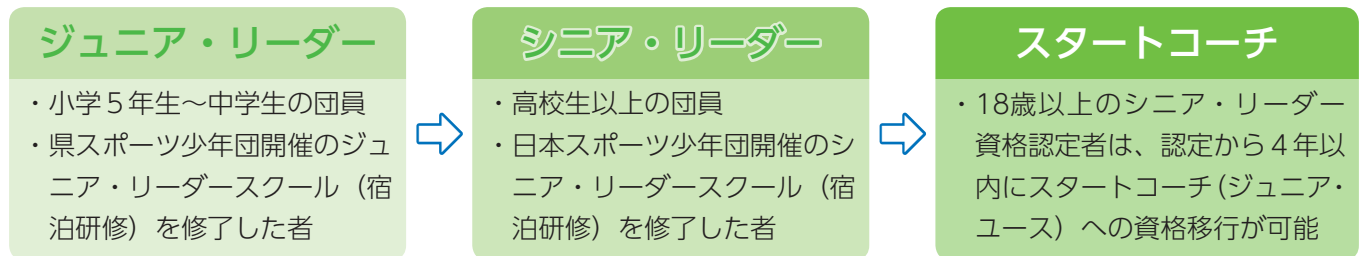 ジュニア・リーダー
・小学５年生～中学生の団員
・県スポーツ少年団開催のジュ
ニア・リーダースクール（宿
泊研修）を修了した者
シニア・リーダー
・高校生以上の団員
・日本スポーツ少年団開催のシ
ニア・リーダースクール（宿
泊研修）を修了した者
スタートコーチ
・18歳以上のシニア・リーダー
資格認定者は、認定から４年以
内にスタートコーチ（ジュニア・
ユース）への資格移行が可能